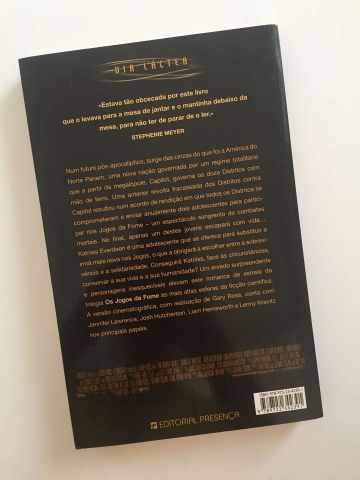 VIA LÁCTEA
«Estava tão obcecada por este livro
que o levava para a mesa de jantar e o mantinha debaixo da
mesa, para não ter de parar de o ler.»
STEPHENIE MEYER
Num futuro pós-apocalíptico, surge das cinzas do que foi a América do
Norte Panem, uma nova nação governada por um regime totalitário
que a partir da megalópole, Capitol, governa os doze Distritos com
mão de ferro. Uma anterior revolta fracassada dos Distritos contra
Capitol resultou num acordo de rendição em que todos os Distritos se
comprometeram a enviar anualmente dois adolescentes para partici-
par nos Jogos da Fome – um espectáculo sangrento de combates
mortais. No final, apenas um destes jovens escapará com vida...
Katniss Everdeen é uma adolescente que se oferece para substituir a
irmã mais nova nos Jogos, o que a obrigará a escolher entre a sobrevi-
vência e a solidariedade. Conseguirá Katniss, face às circunstâncias,
conservar a sua vida e a sua humanidade? Um enredo surpreendente
e personagens inesquecíveis elevam este romance de estreia da
trilogia Os Jogos da Fome às mais altas esferas da ficção científica.
A versão cinematográfica, com realização de Gary Ross, conta com
Jennifer Lawrence, Josh Hutcherson, Liam Hemsworth e Lenny Kravitz
nos principais papéis.
EDITORIAL PRESENÇA